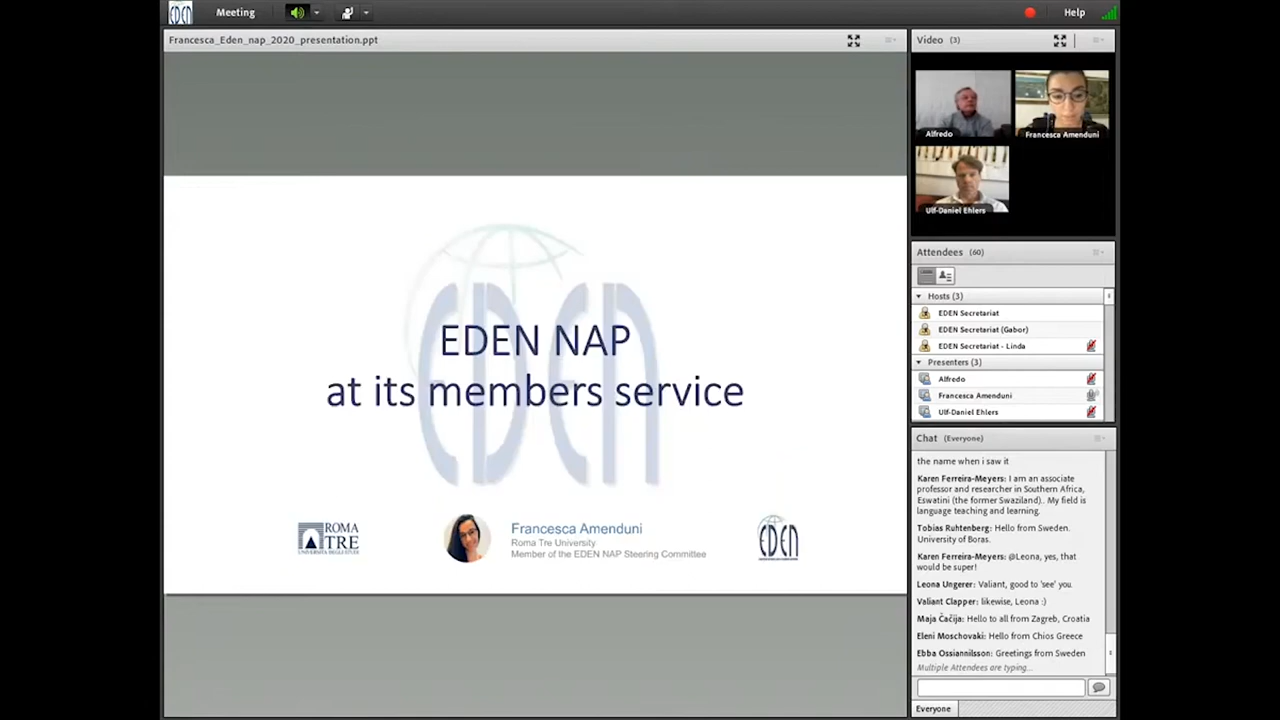 EDEN
Meeting
Help
Francesca_Eden_nap_2020_presentation.ppt
EDEN
EDEN NAP
at its members service
ROMA
TRE
UNIVERSITÀ DEGLI STUDI
Francesca Amenduni
Roma Tre University
Member of the EDEN NAP Steering Committee
EDEN
Video (3)
Alfredo
Francesca Amenduni
Ulf-Daniel Ehlers
Attendees (60)
Hosts (3)
EDEN Secretariat
EDEN Secretariat (Gabor)
EDEN Secretariat - Linda
Presenters (3)
Alfredo
Francesca Amenduni
Ulf-Daniel Ehlers
Chat (Everyone)
the name when i saw it
Karen Ferreira-Meyers: I am an associate
professor and researcher in Southern Africa,
Eswatini (the former Swaziland).. My field is
language teaching and learning.
Tobias Ruhtenberg: Hello from Sweden.
University of Boras.
Karen Ferreira-Meyers: @Leona, yes, that
would be super!
Leona Ungerer: Valiant, good to 'see' you.
Valiant Clapper: likewise, Leona :)
Maja Čačija: Hello to all from Zagreb, Croatia
Eleni Moschovaki: Hello from Chios Greece
Ebba Ossiannilsson: Greetings from Sweden
Multiple Attendees are typing...
Everyone